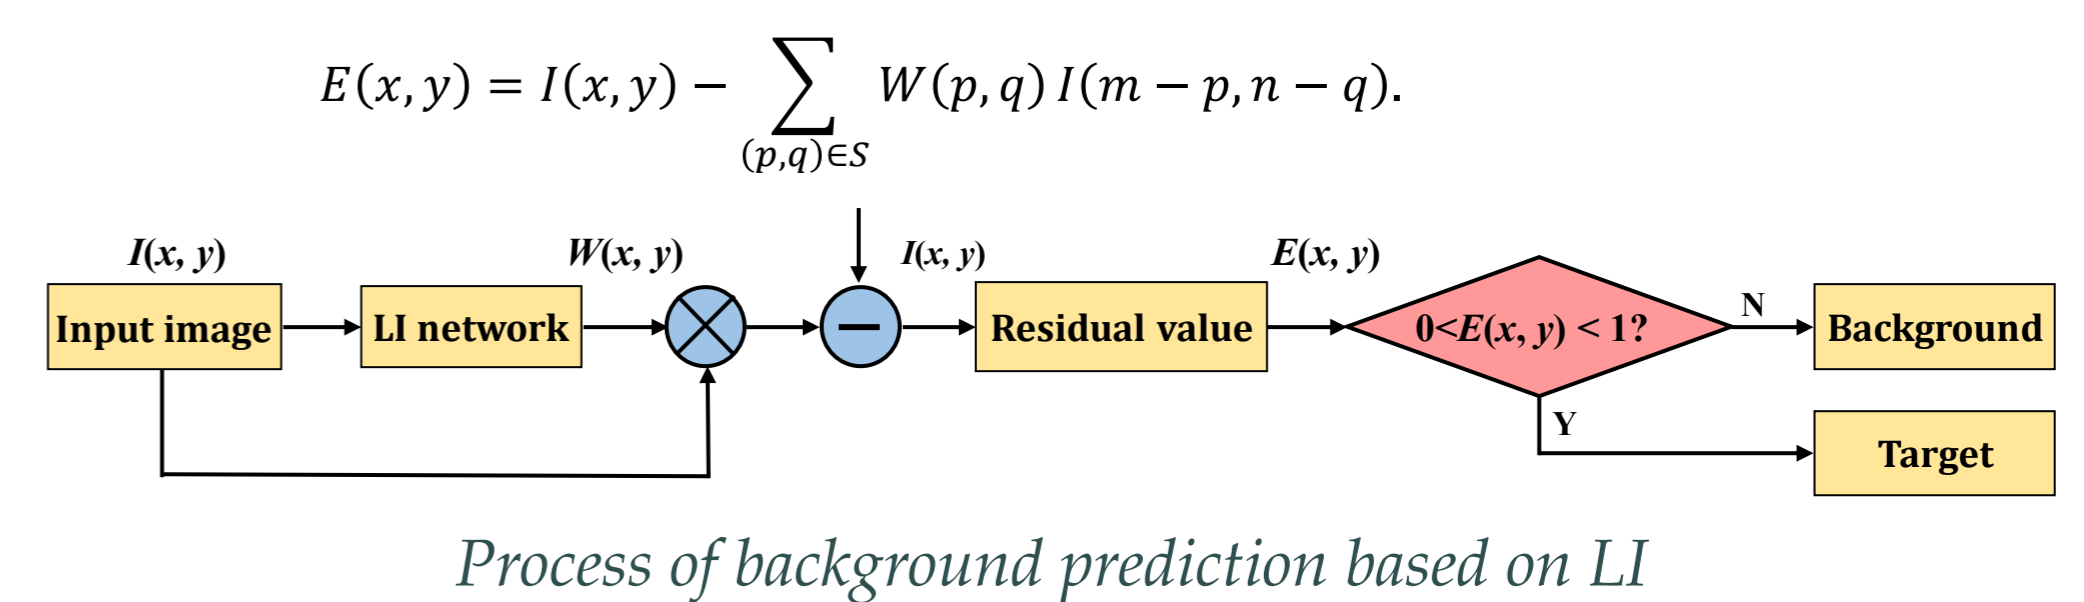 E(x, y) = I(x, y) − ∑ W(p, q) I(m − p, n − q).
(p,q)∈S
I(x, y)
W(x, y)
I(x, y)
E(x, y)
Input image
LI network
−
Residual value
0<E(x, y) < 1?
N
Background
Y
Target
Process of background prediction based on LI